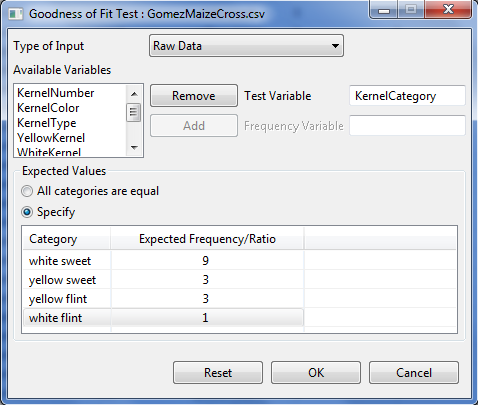 Goodness of Fit Test : GomezMaizeCross.csv
Type of Input Raw Data
Available Variables
KernelNumber
KernelColor
KernelType
YellowKernel
WhiteKernel
Remove Test Variable KernelCategory
Add Frequency Variable
Expected Values
All categories are equal
Specify
Category Expected Frequency/Ratio
white sweet 9
yellow sweet 3
yellow flint 3
white flint 1
Reset OK Cancel